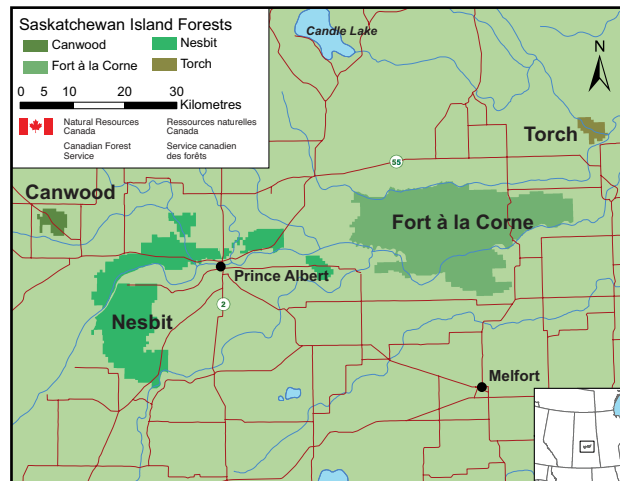 Saskatchewan Island Forests
Canwood
Nesbit
Fort à la Corne
Torch
0 5 10 20 30
Kilometres
Natural Resources
Canada
Ressources naturelles
Canada
Canadian Forest
Service
Service canadien
des forêts
Candle Lake
N
Torch
55
Canwood
Fort à la Corne
Prince Albert
2
Nesbit
Melfort